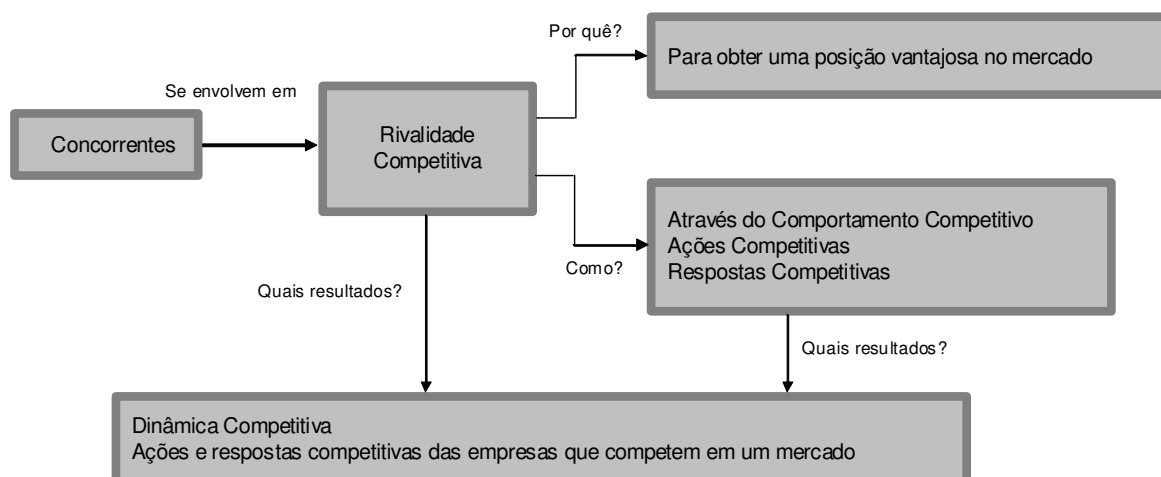 Por quê?
Para obter uma posição vantajosa no mercado
Se envolvem em
Concorrentes
Rivalidade
Competitiva
Através do Comportamento Competitivo
Ações Competitivas
Respostas Competitivas
Como?
Quais resultados?
Quais resultados?
Dinâmica Competitiva
Ações e respostas competitivas das empresas que competem em um mercado